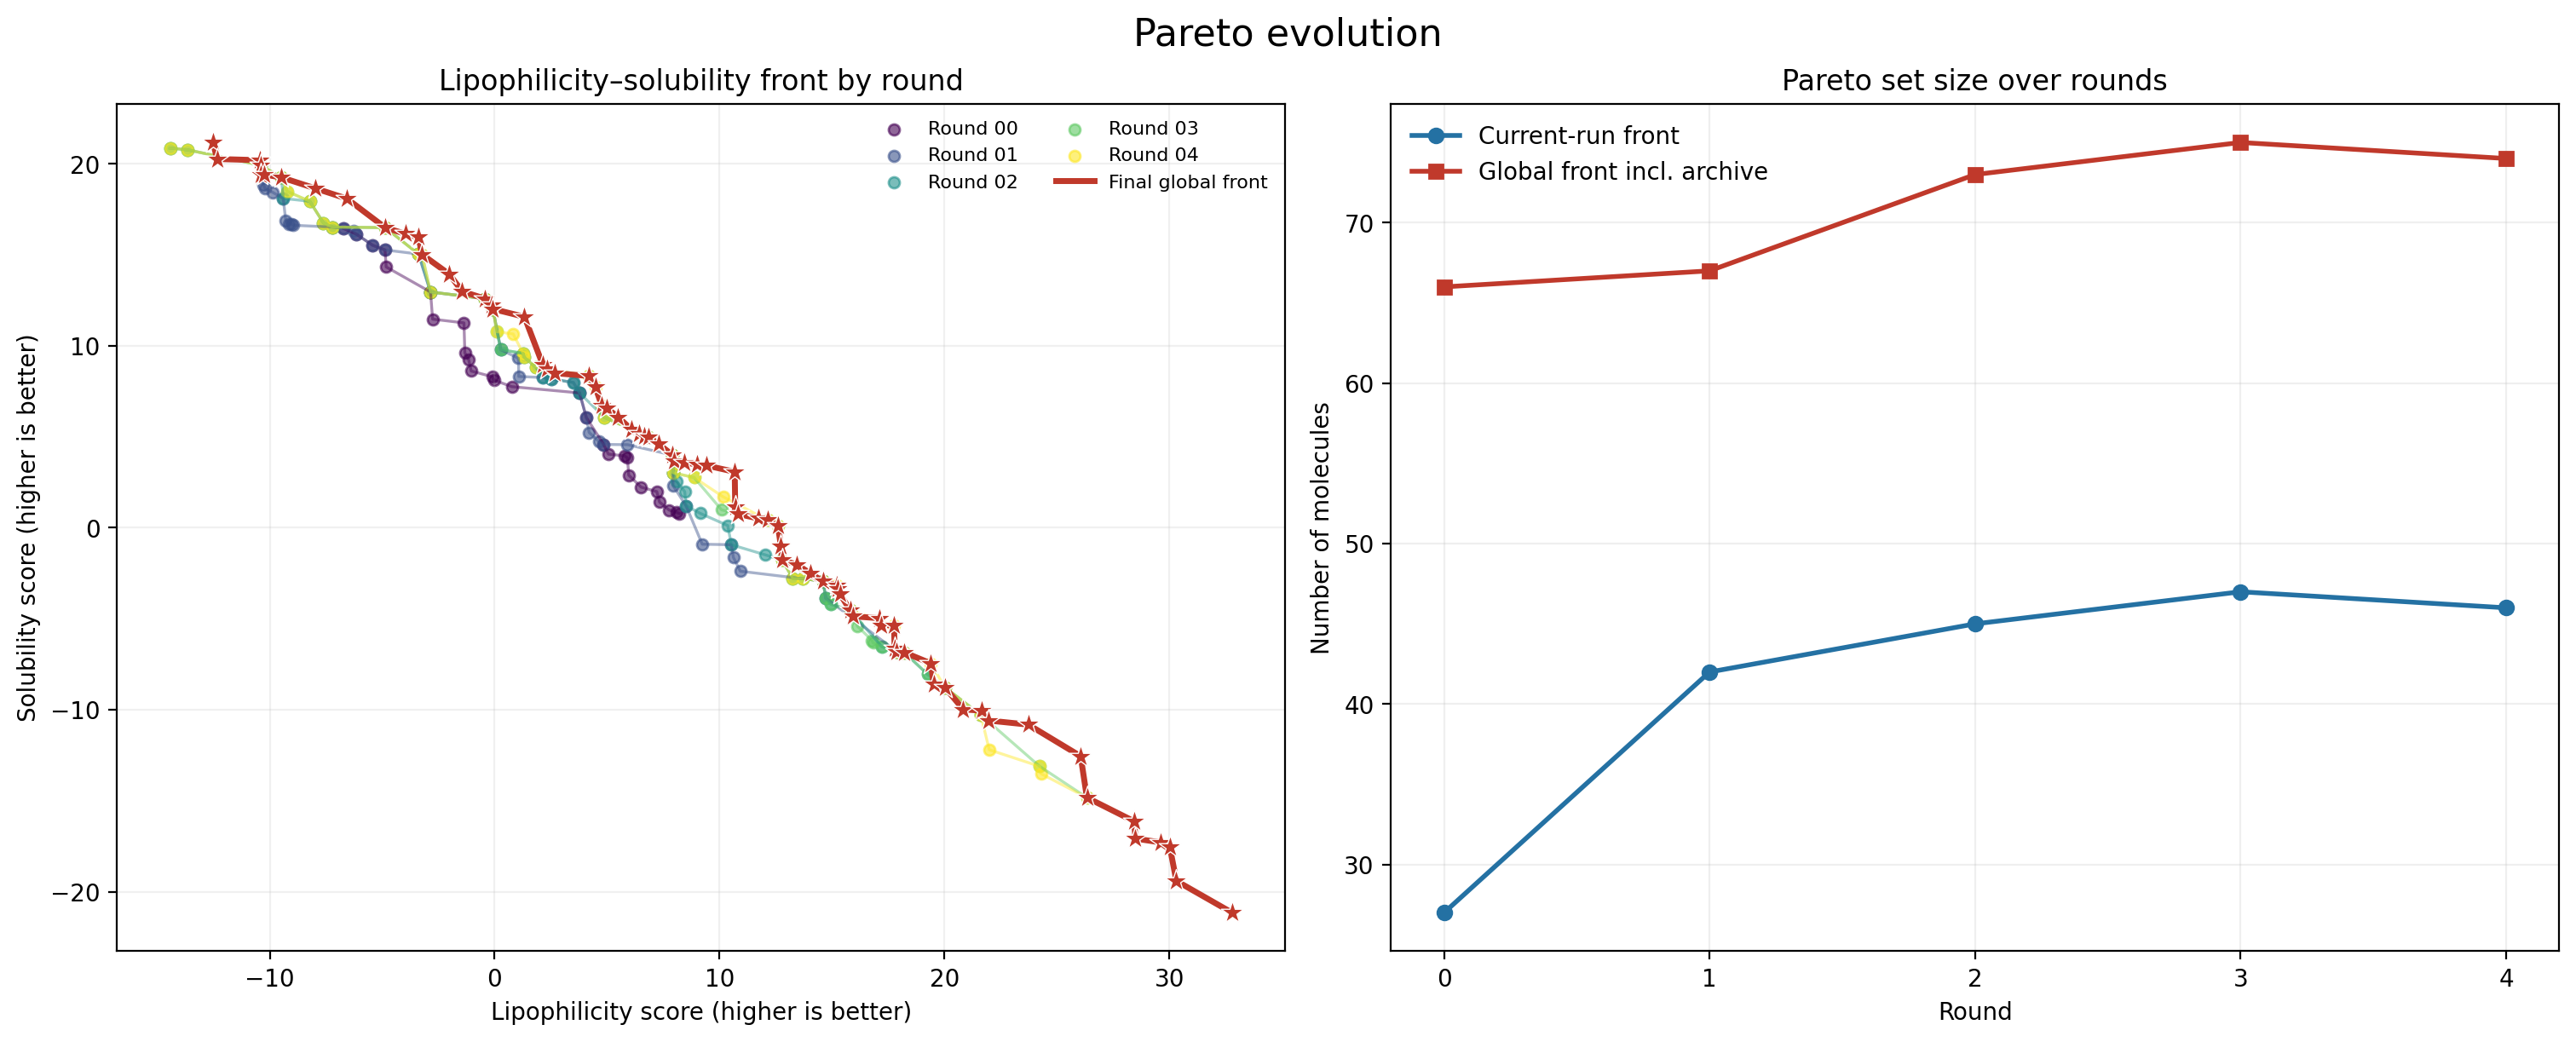 Pareto evolution
Lipophilicity–solubility front by round
Solubility score (higher is better)
20
10
0
−10
−20
Round 00
Round 01
Round 02
Round 03
Round 04
Final global front
−10
0
10
20
30
Lipophilicity score (higher is better)
Pareto set size over rounds
Number of molecules
70
60
50
40
30
Current-run front
Global front incl. archive
0
1
2
3
4
Round